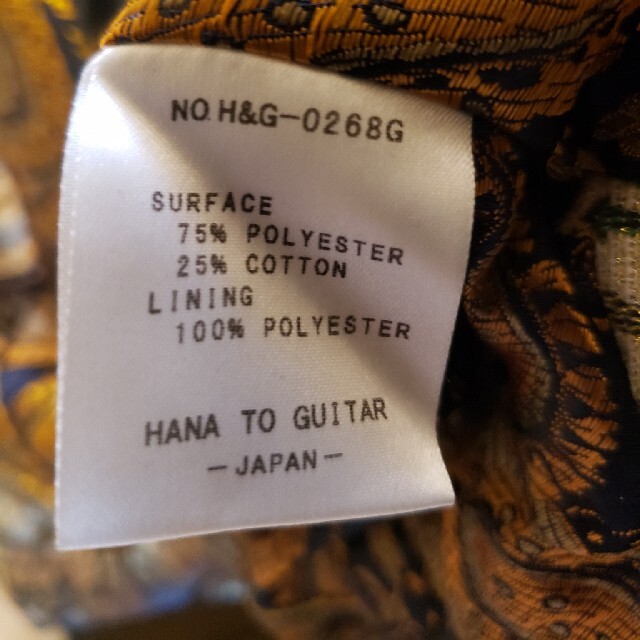 NO.H&G-0268G
SURFACE
75% POLYESTER
25% COTTON
LINING
100% POLYESTER
HANA TO GUITAR
-JAPAN-